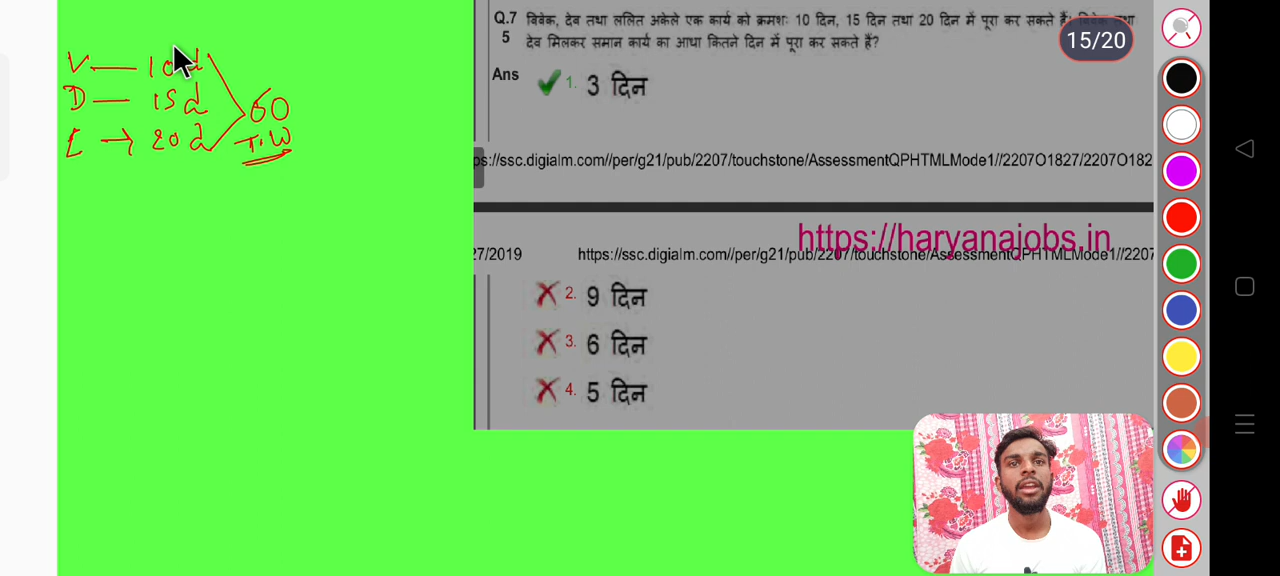 V — 10d
D — 15d
L → 20d
60
T.W
Q.7
5
विवेक, देव तथा ललित अकेले एक कार्य को क्रमशः 10 दिन, 15 दिन तथा 20 दिन में पूरा कर सकते हैं। विवेक तथा
देव मिलकर समान कार्य का आधा कितने दिन में पूरा कर सकते हैं?
15/20
Ans
1. 3 दिन
ps://ssc.digialm.com//per/g21/pub/2207/touchstone/AssessmentQPHTMLMode1//2207O1827/2207O182
https://haryanajobs.in
27/2019 https://ssc.digialm.com//per/g21/pub/2207/touchstone/AssessmentQPHTMLMode1//2207
2. 9 दिन
3. 6 दिन
4. 5 दिन